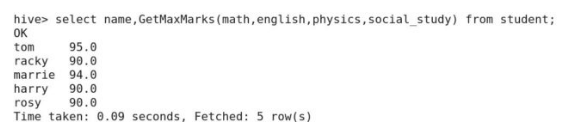 hive> select name,GetMaxMarks(math,english,physics,social_study) from student;
OK
tom     95.0
racky   90.0
marrie  94.0
harry   90.0
rosy    90.0
Time taken: 0.09 seconds, Fetched: 5 row(s)